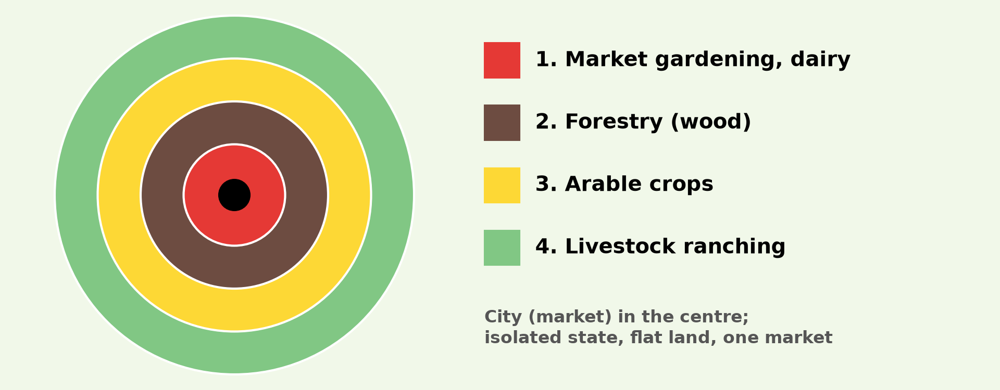 1. Market gardening, dairy
2. Forestry (wood)
3. Arable crops
4. Livestock ranching
City (market) in the centre;
isolated state, flat land, one market